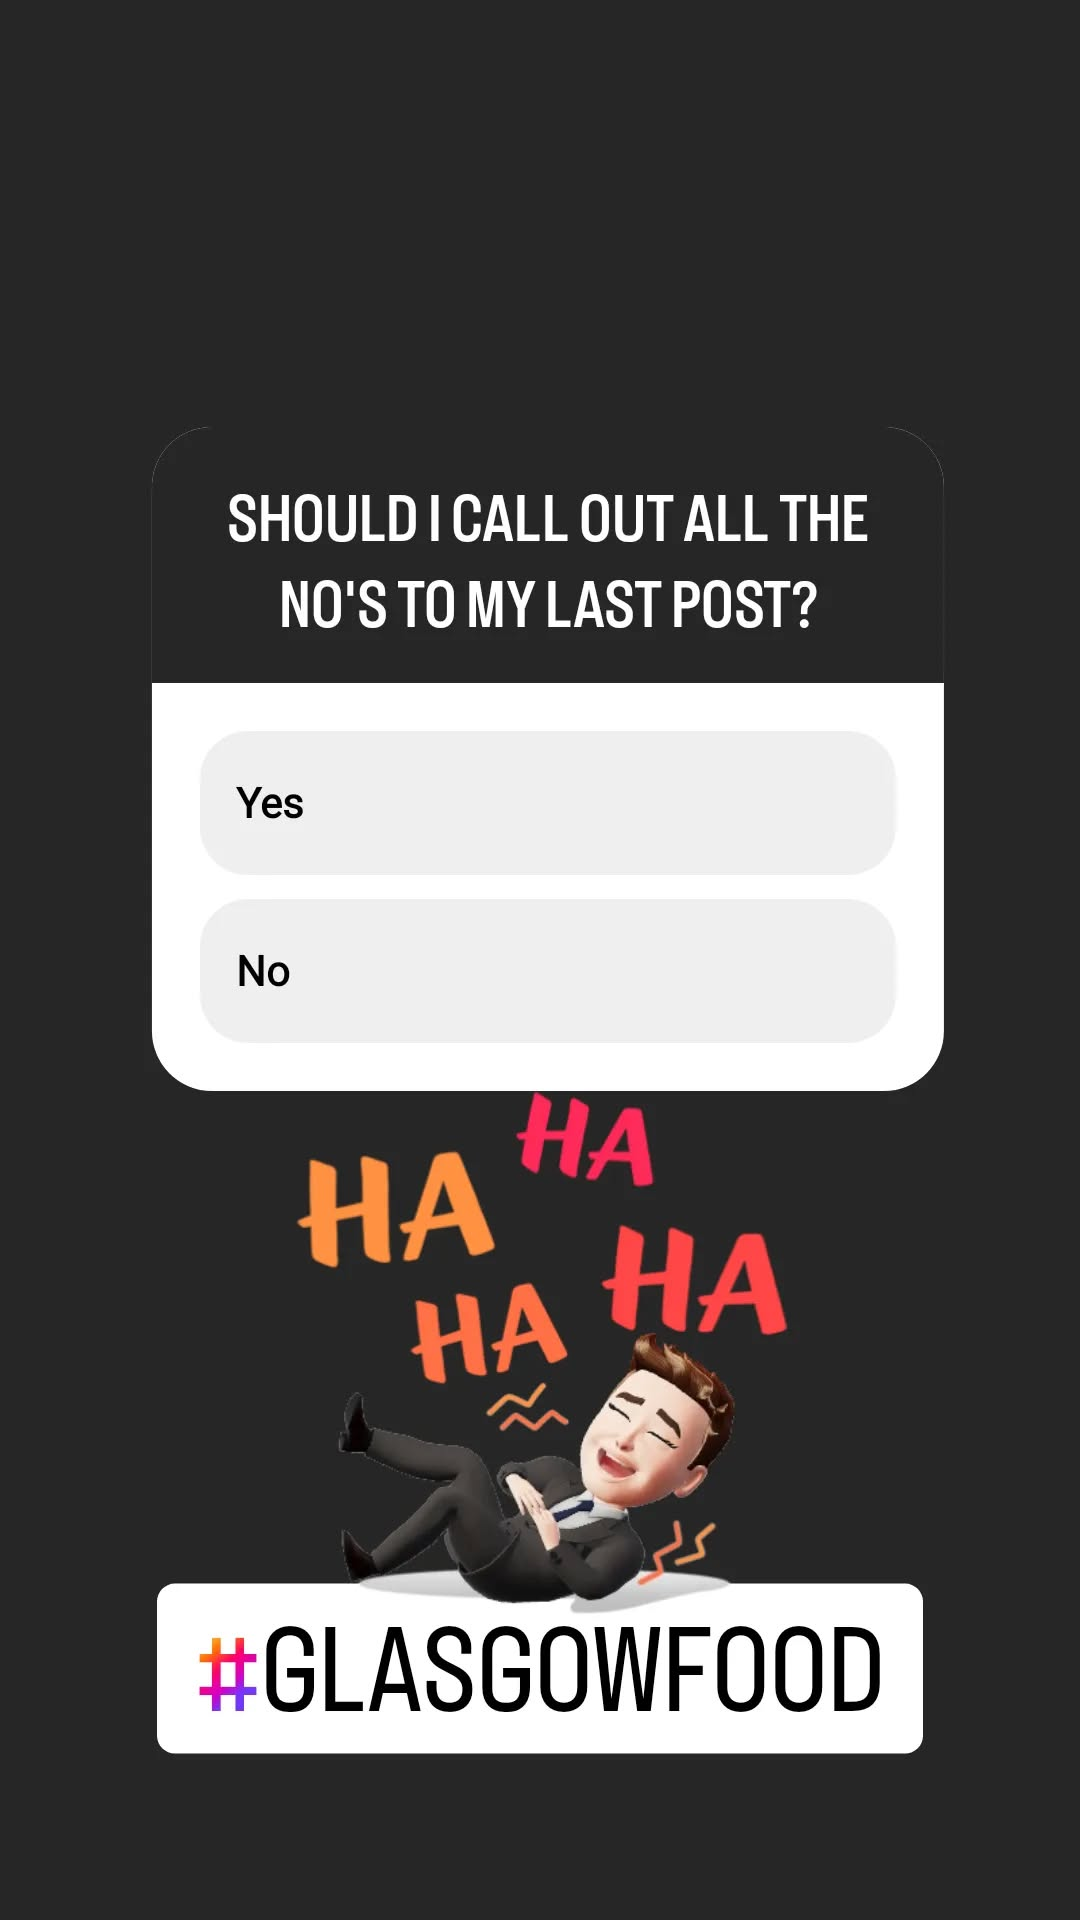 SHOULD I CALL OUT ALL THE
NO'S TO MY LAST POST?
Yes
No
HA
HA
HA
HA
#GLASGOWFOOD